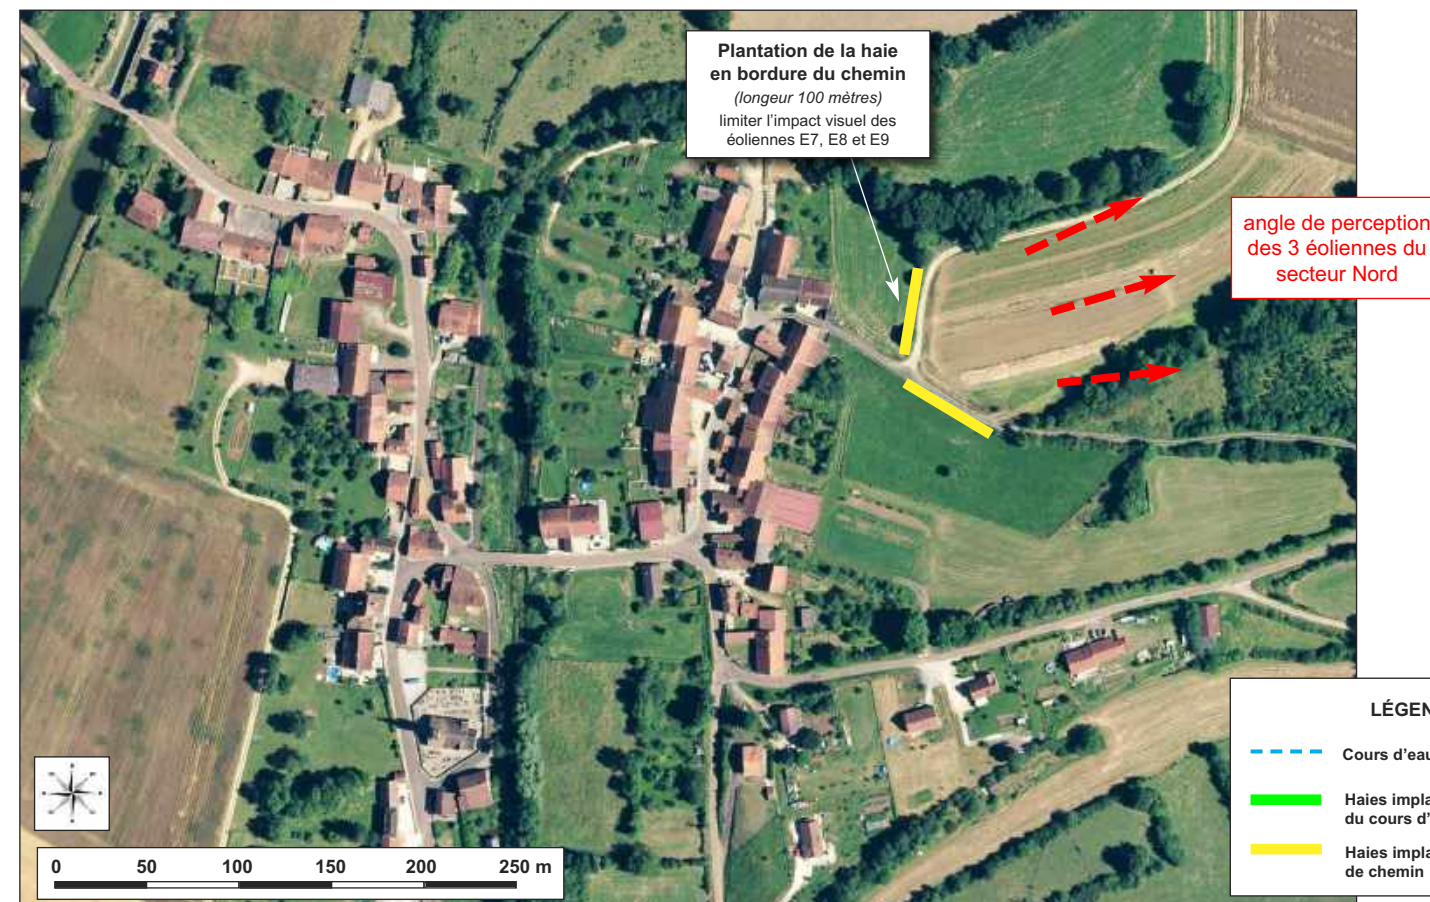 Plantation de la haie
en bordure du chemin
(longeur 100 mètres)
limiter l'impact visuel des
éoliennes E7, E8 et E9
angle de perception
des 3 éoliennes du
secteur Nord
LÉGEN
Cours d'eau
Haies impla
du cours d'
Haies impla
de chemin
0 50 100 150 200 250 m